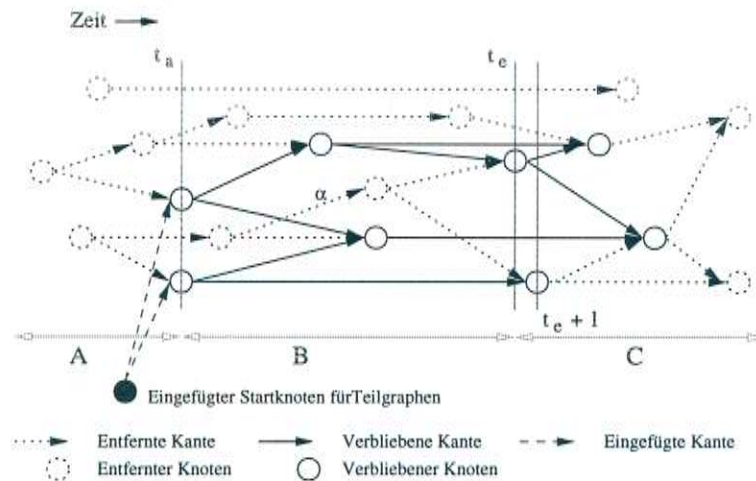 Zeit
t a
t e
α
t e + 1
A
B
C
Eingefügter Startknoten fürTeilgraphen
Entfernte Kante
Verbliebene Kante
Eingefügte Kante
Entfernter Knoten
Verbliebener Knoten